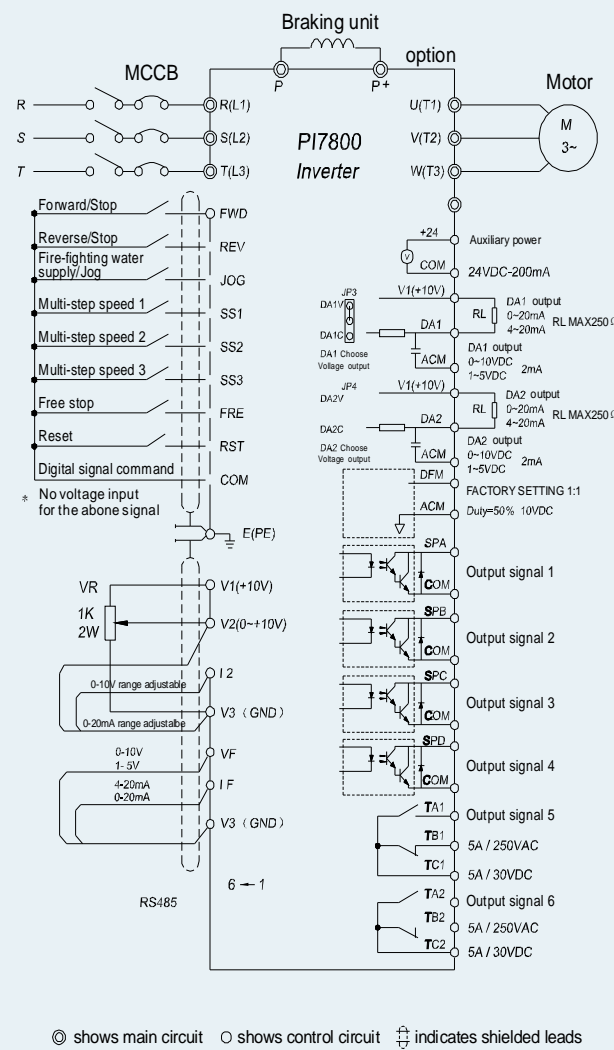 Braking unit
option
P
P+
MCCB
Motor
R
R(L1)
U(T1)
S
S(L2)
V(T2)
T
T(L3)
W(T3)
M
3~
PI7800
Inverter
Forward/Stop
FWD
Reverse/Stop
REV
Fire-fighting water
supply/Jog
JOG
Multi-step speed 1
SS1
Multi-step speed 2
SS2
Multi-step speed 3
SS3
Free stop
FRE
Reset
RST
Digital signal command
COM
* No voltage input
for the abone signal
E(PE)
VR
1K
2W
V1(+10V)
V2(0~+10V)
I2
0-10V range adjustable
0-20mA range adjustalbe
V3 (GND)
0-10V
1-5V
VF
4-20mA
0-20mA
IF
V3 (GND)
RS485
6 ← 1
+24
V
COM
Auxiliary power
24VDC-200mA
JP3
DA1V
DA1C
DA1 Choose
Vollage output
V1(+10V)
DA1
ACM
RL
DA1 output
0~20mA
4~20mA
RL MAX250Ω
DA1 output
0~10VDC
1~5VDC
2mA
JP4
DA2V
DA2C
DA2 Choose
Voltage output
V1(+10V)
DA2
ACM
RL
DA2 output
0~20mA
4~20mA
RL MAX250Ω
DA2 output
0~10VDC
1~5VDC
2mA
DFM
FACTORY SETTING 1:1
ACM
Duty=50% 10VDC
SPA
COM
Output signal 1
SPB
COM
Output signal 2
SPC
COM
Output signal 3
SPD
COM
Output signal 4
TA1
Output signal 5
TB1
5A / 250VAC
TC1
5A / 30VDC
TA2
Output signal 6
TB2
5A / 250VAC
TC2
5A / 30VDC
shows main circuit
shows control circuit
indicates shielded leads